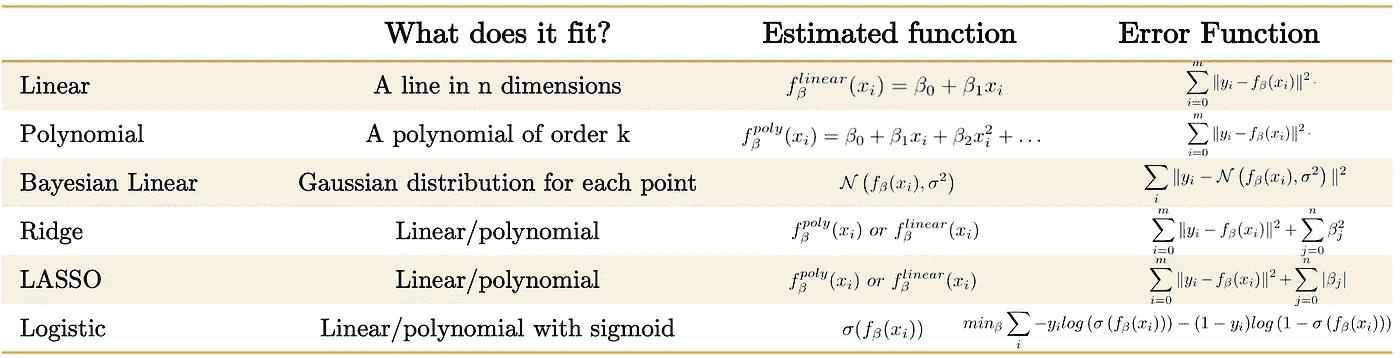 What does it fit? Estimated function Error Function
Linear A line in n dimensions $f_{\beta}^{linear}(x_i) = \beta_0 + \beta_1 x_i$ $\sum_{i=0}^{m} \|y_i - f_{\beta}(x_i)\|^2 \cdot$
Polynomial A polynomial of order k $f_{\beta}^{poly}(x_i) = \beta_0 + \beta_1 x_i + \beta_2 x_i^2 + \ldots$ $\sum_{i=0}^{m} \|y_i - f_{\beta}(x_i)\|^2 \cdot$
Bayesian Linear Gaussian distribution for each point $\mathcal{N}(f_{\beta}(x_i), \sigma^2)$ $\sum_{i} \|y_i - \mathcal{N}(f_{\beta}(x_i), \sigma^2)\|^2$
Ridge Linear/polynomial $f_{\beta}^{poly}(x_i) \ or \ f_{\beta}^{linear}(x_i)$ $\sum_{i=0}^{m} \|y_i - f_{\beta}(x_i)\|^2 + \sum_{j=0}^{n} \beta_j^2$
LASSO Linear/polynomial $f_{\beta}^{poly}(x_i) \ or \ f_{\beta}^{linear}(x_i)$ $\sum_{i=0}^{m} \|y_i - f_{\beta}(x_i)\|^2 + \sum_{j=0}^{n} |\beta_j|$
Logistic Linear/polynomial with sigmoid $\sigma(f_{\beta}(x_i))$ $min_{\beta} \sum_{i} -y_i log(\sigma(f_{\beta}(x_i))) - (1 - y_i) log(1 - \sigma(f_{\beta}(x_i)))$